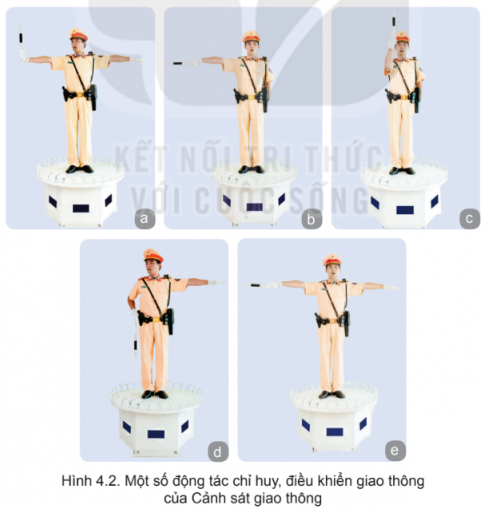 KẾT NỐI TRI THỨC
VỚI CUỘC SỐNG
a
b
c
d
e
Hình 4.2. Một số động tác chỉ huy, điều khiển giao thông
của Cảnh sát giao thông